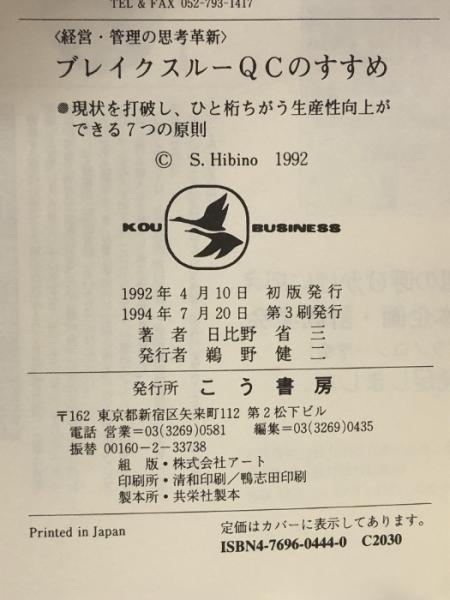 TEL & FAX 052-793-1417
〈経営・管理の思考革新〉
ブレイクスルーQCのすすめ
●現状を打破し、ひと桁ちがう生産性向上が
できる7つの原則
© S. Hibino 1992
KOU BUSINESS
1992年4月10日 初版発行
1994年7月20日 第3刷発行
著者 日比野省三
発行者 鵜野健二
発行所 こう書房
〒162 東京都新宿区矢来町112 第2松下ビル
電話 営業=03(3269)0581 編集=03(3269)0435
振替 00160-2-33738
組版・株式会社アート
印刷所・清和印刷/鴨志田印刷
製本所・共栄社製本
Printed in Japan
定価はカバーに表示してあります。
ISBN4-7696-0444-0 C2030